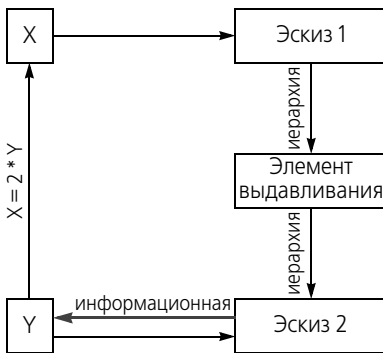 X
Эскиз 1
иерархия
X = 2 * Y
Элемент
выдавливания
иерархия
информационная
Y
Эскиз 2